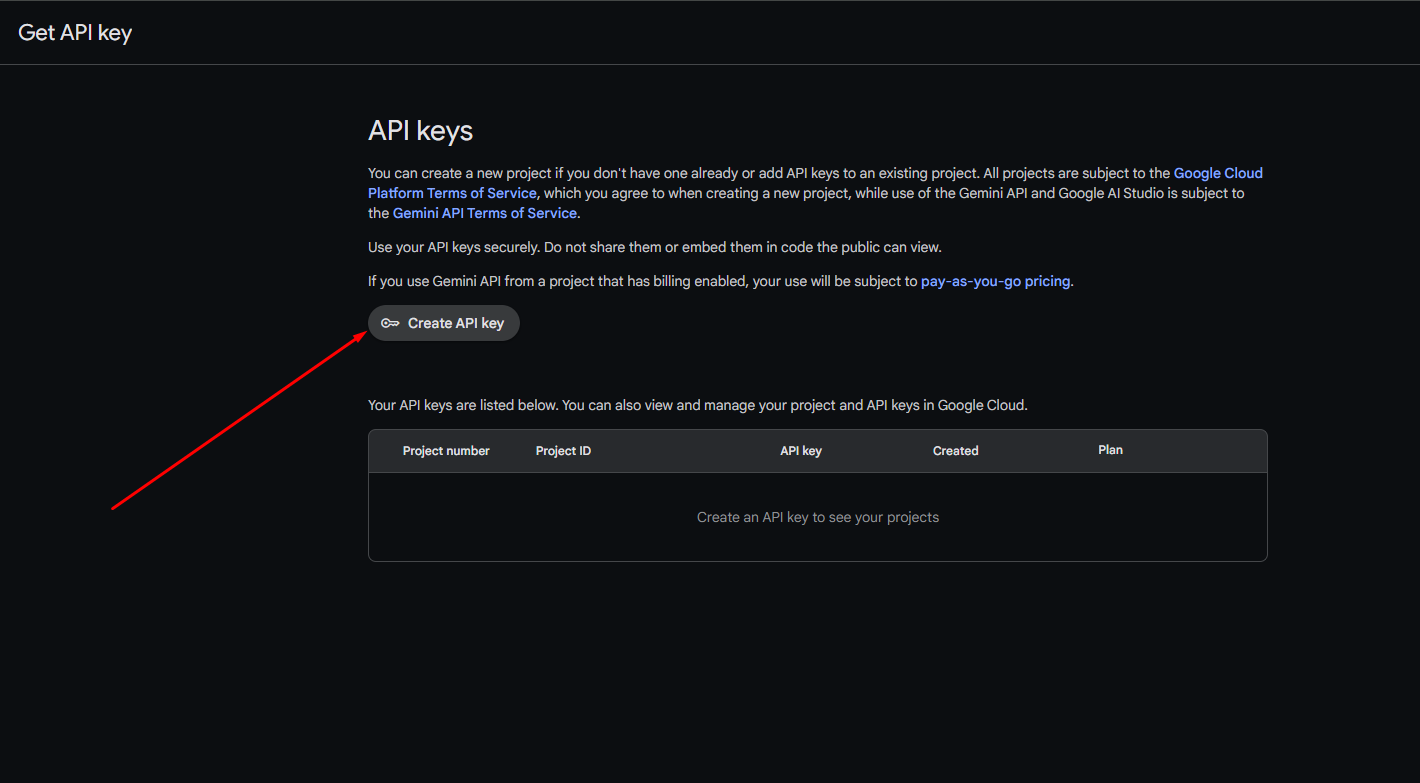 Get API key
API keys
You can create a new project if you don't have one already or add API keys to an existing project. All projects are subject to the Google Cloud
Platform Terms of Service, which you agree to when creating a new project, while use of the Gemini API and Google AI Studio is subject to
the Gemini API Terms of Service.
Use your API keys securely. Do not share them or embed them in code the public can view.
If you use Gemini API from a project that has billing enabled, your use will be subject to pay-as-you-go pricing.
Create API key
Your API keys are listed below. You can also view and manage your project and API keys in Google Cloud.
Project number Project ID API key Created Plan
Create an API key to see your projects